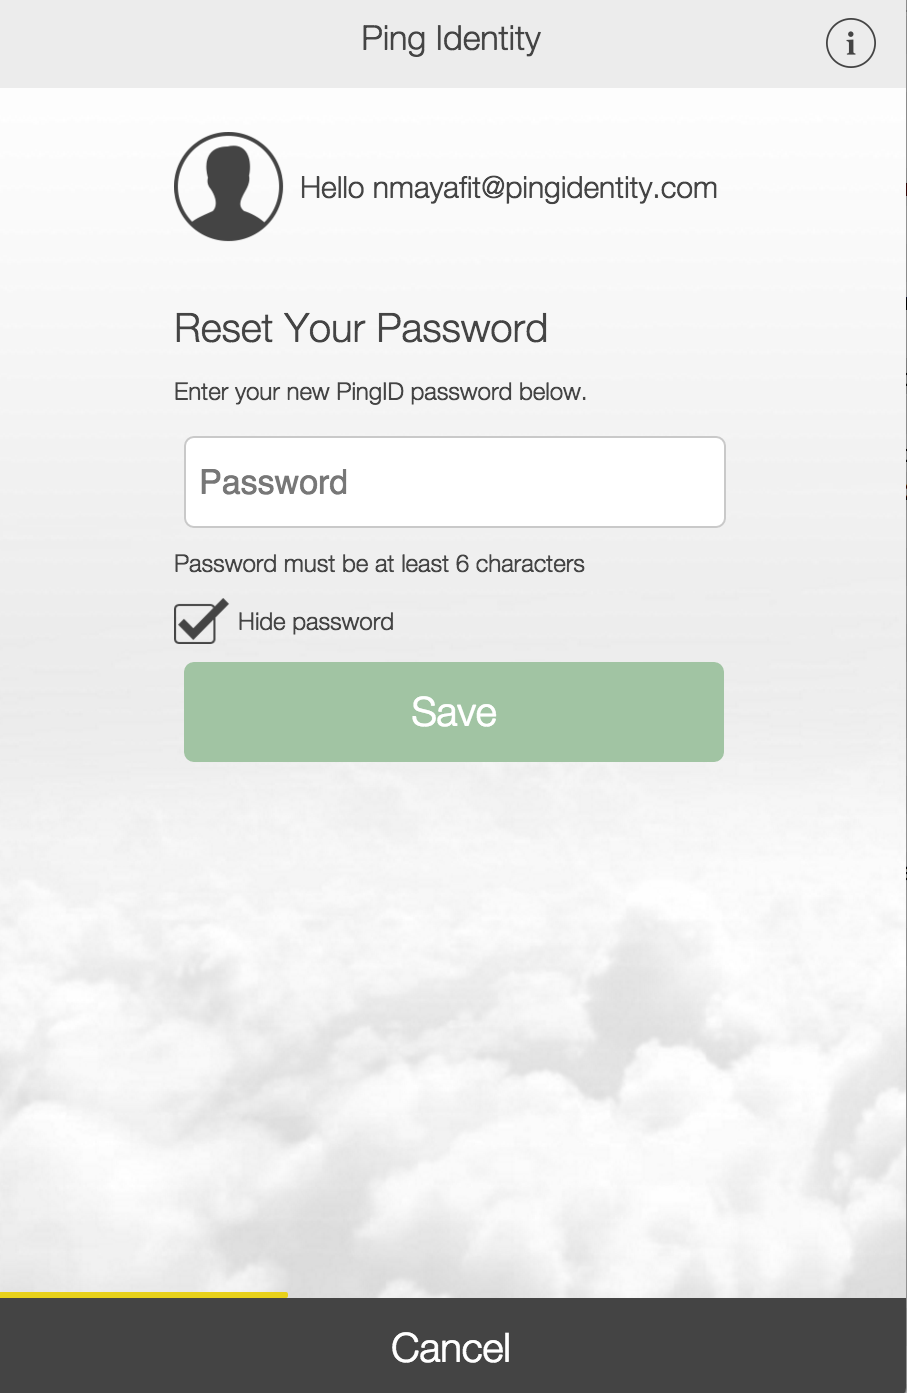 Ping Identity
i
Hello nmayafit@pingidentity.com
Reset Your Password
Enter your new PingID password below.
Password
Password must be at least 6 characters
Hide password
Save
Cancel